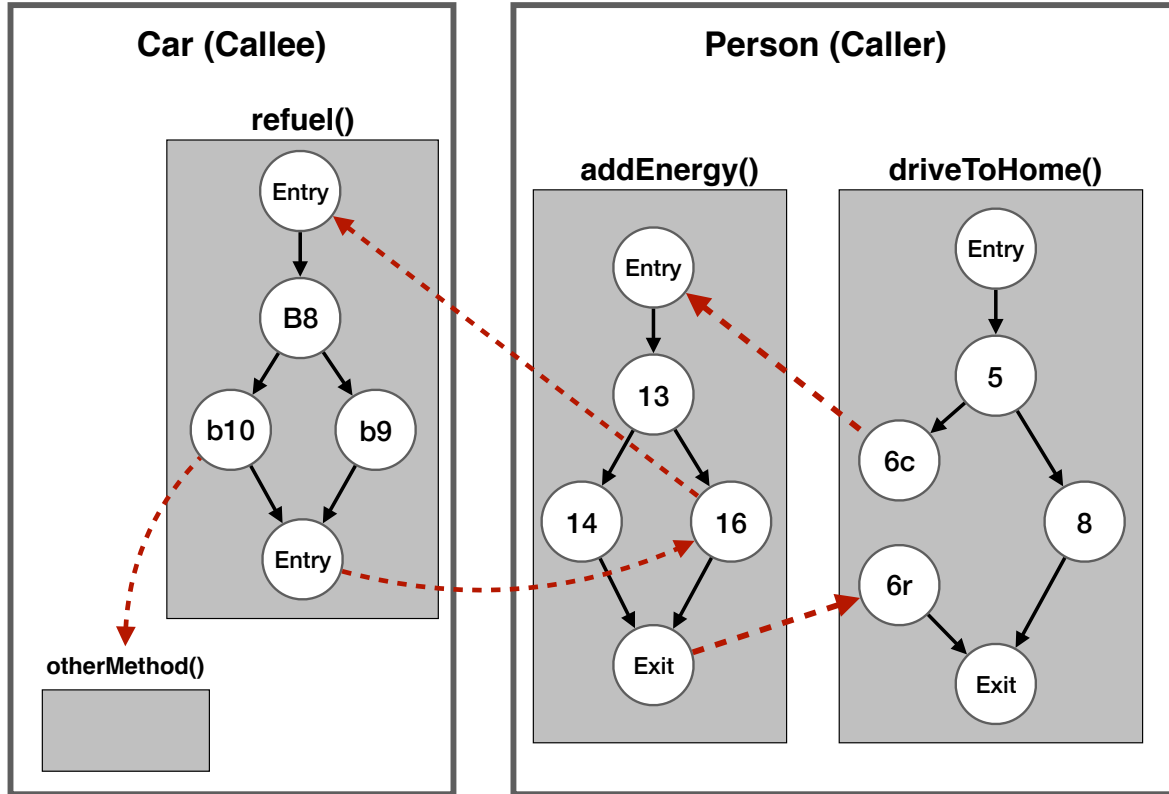 Car (Callee)
refuel()
Entry
B8
b10
b9
Entry
otherMethod()
Person (Caller)
addEnergy()
Entry
13
14
16
Exit
driveToHome()
Entry
5
6c
8
6r
Exit